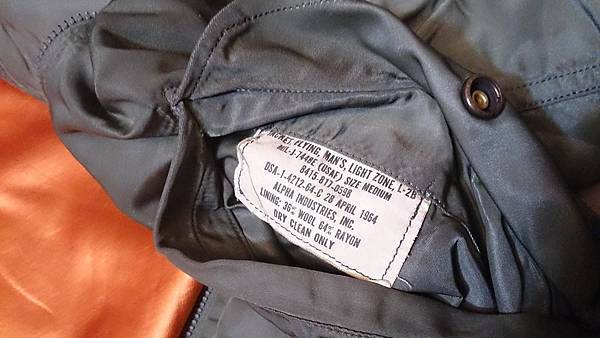 JACKET, FLYING, MAN'S, LIGHT ZONE, L-2B
MIL-J-7448E (USAF) SIZE MEDIUM
8415-817-0598
DSA-1-4212-64-C 28 APRIL 1964
ALPHA INDUSTRIES, INC.
LINING: 36% WOOL 64% RAYON
DRY CLEAN ONLY